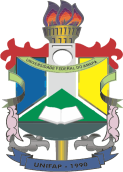 UNIVERSIDADE FEDERAL DO AMAPÁ
UNIFAP - 1990